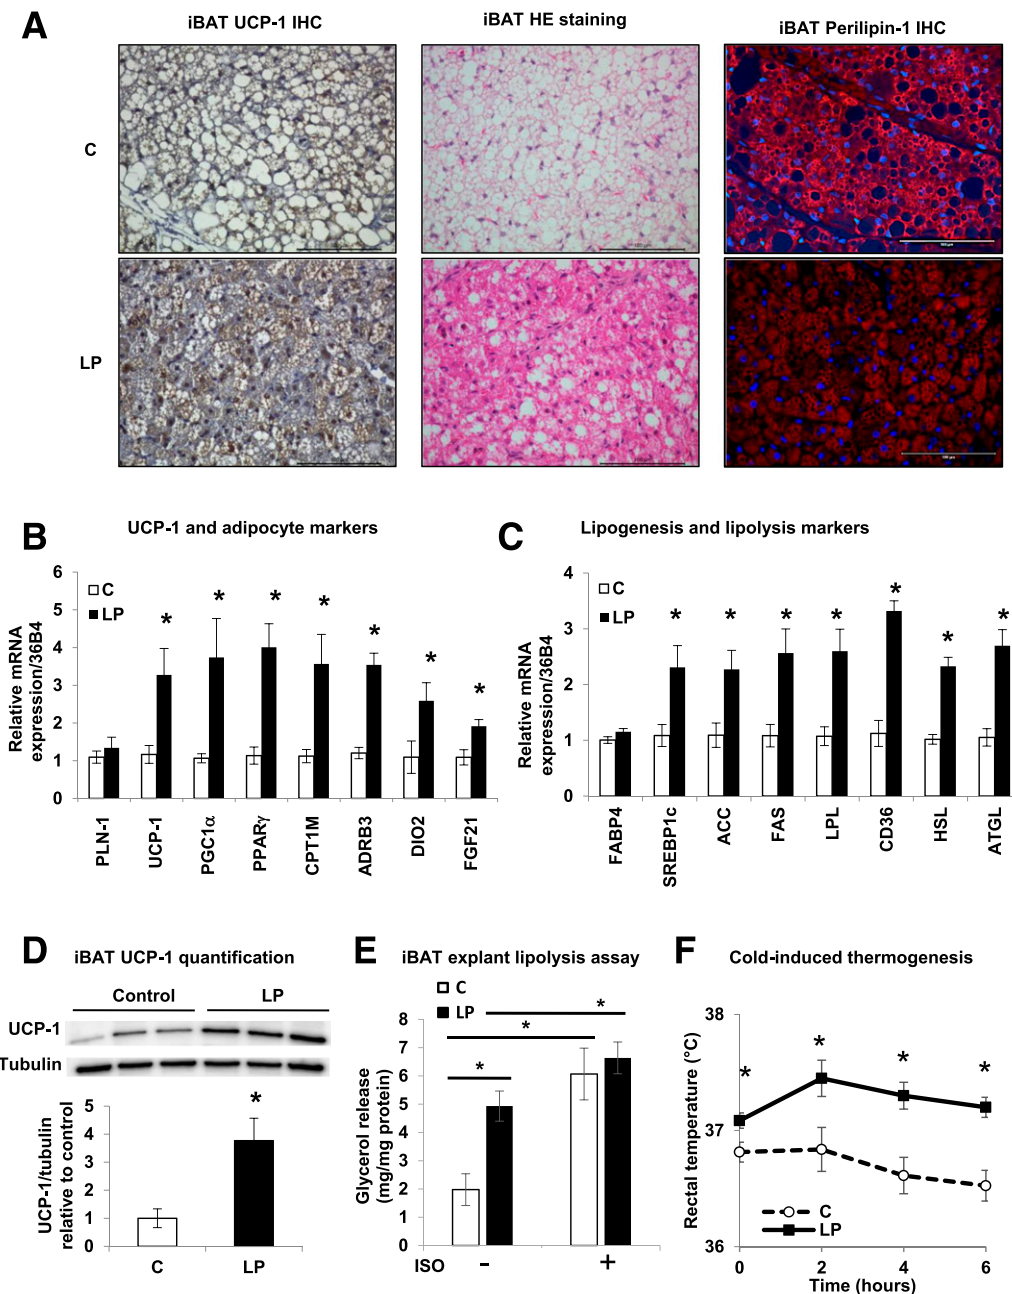 A
iBAT UCP-1 IHC
iBAT HE staining
iBAT Perilipin-1 IHC
C
LP
B
UCP-1 and adipocyte markers
Relative mRNA
expression/36B4
6
5
4
3
2
1
0
C
LP
*
*
*
*
*
*
*
PLN-1
UCP-1
PGC1α
PPARγ
CPT1M
ADRB3
DIO2
FGF21
C
Lipogenesis and lipolysis markers
Relative mRNA
expression/36B4
4
3
2
1
0
C
LP
*
*
*
*
*
*
*
FABP4
SREBP1c
ACC
FAS
LPL
CD36
HSL
ATGL
D
iBAT UCP-1 quantification
Control
LP
UCP-1
Tubulin
UCP-1/tubulin
relative to control
5
4
3
2
1
0
*
C
LP
E
iBAT explant lipolysis assay
C
LP
Glycerol release
(mg/mg protein)
8
7
6
5
4
3
2
1
0
*
*
*
ISO
-
+
F
Cold-induced thermogenesis
Rectal temperature (°C)
38
37
36
*
*
*
*
C
LP
0
2
4
6
Time (hours)